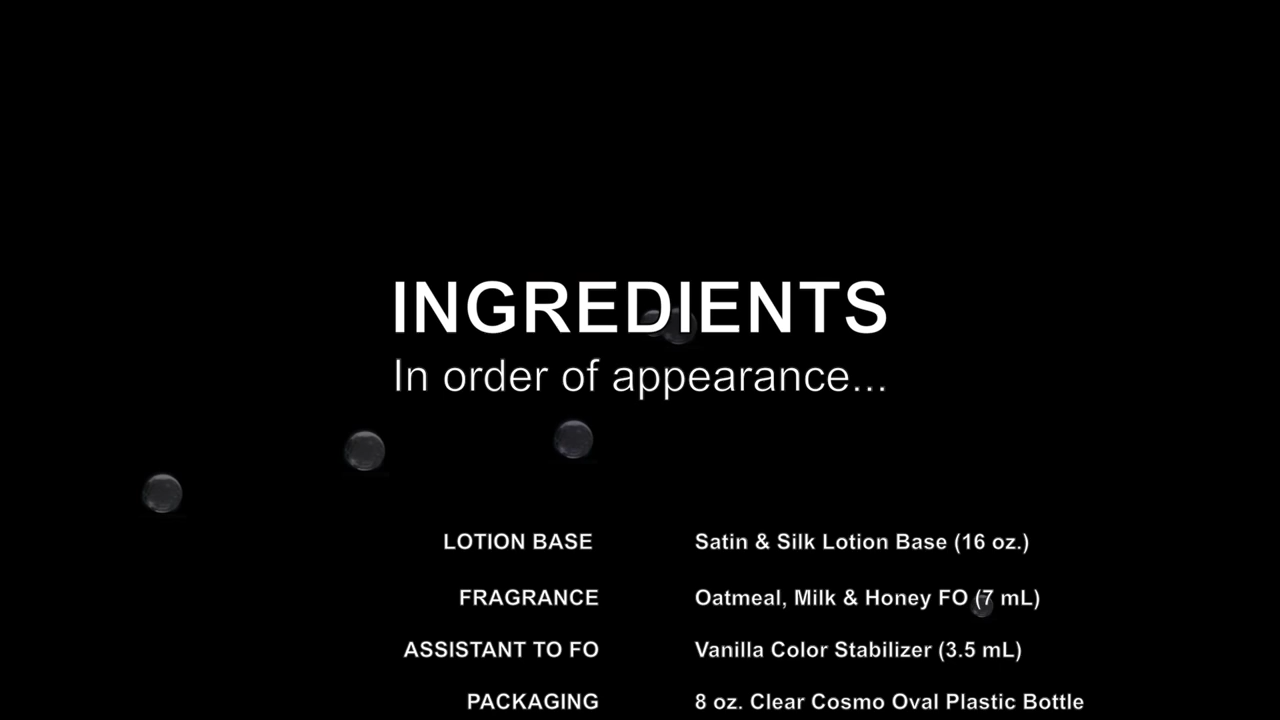 INGREDIENTS
In order of appearance...
LOTION BASE Satin & Silk Lotion Base (16 oz.)
FRAGRANCE Oatmeal, Milk & Honey FO (7 mL)
ASSISTANT TO FO Vanilla Color Stabilizer (3.5 mL)
PACKAGING 8 oz. Clear Cosmo Oval Plastic Bottle